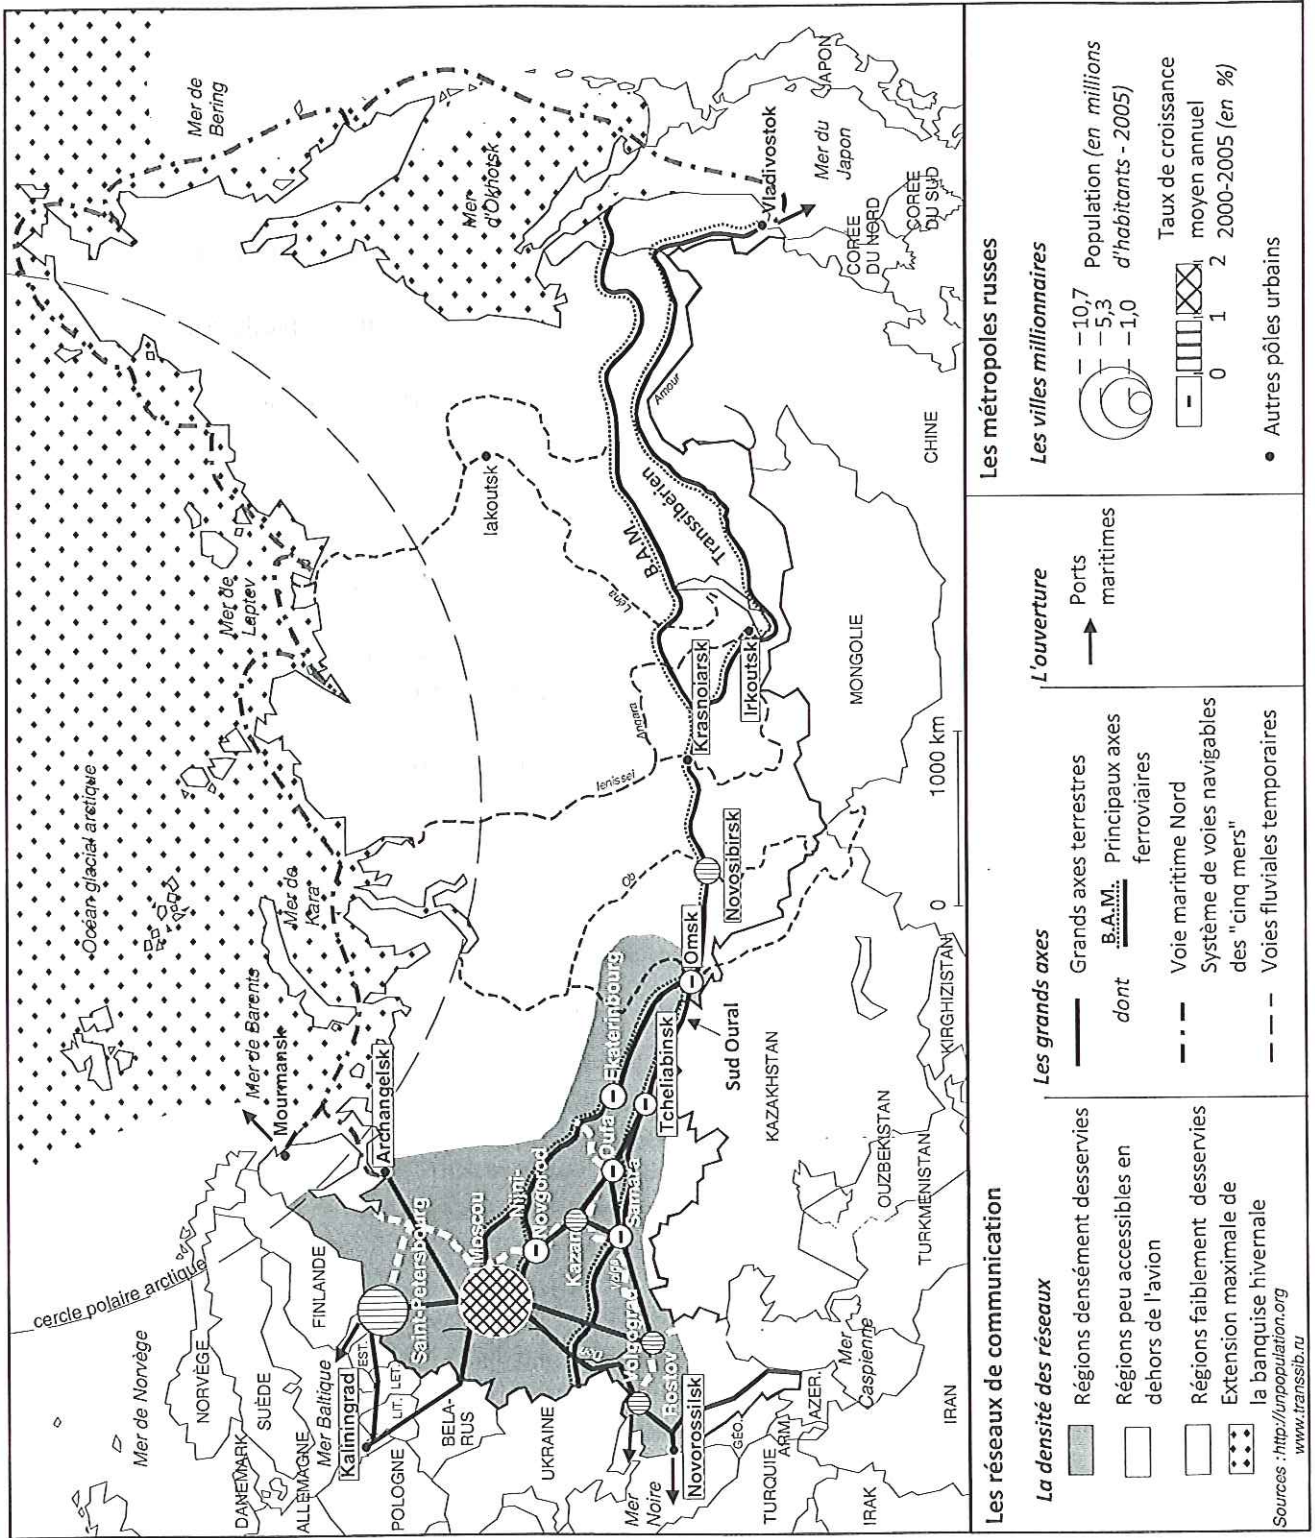 cercle polaire arctique
Mer de Norvège
NORVÈGE
SUÈDE
DANEMARK
FINLANDE
ALLEMAGNE
Mer Baltique
Kaliningrad
EST.
LET.
LIT.
POLOGNE
BELA-
RUS
UKRAINE
Mer
Noire
Novorossisk
TURQUIE
GÉO.
ARM.
AZER.
IRAK
IRAN
Mer
Caspienne
Océan glacial arctique
Mer de Barents
Mourmansk
Archangelsk
Saint-Petersbourg
Moscou
Nijni-
Novgorod
Kazan
Oufa
Samara
Volgograd
Rostov
Don
Ekaterinbourg
Tcheliabinsk
Sud Oural
Omsk
Novosibirsk
Krasnoiarsk
Irkoutsk
Iakoutsk
Vladivostok
Mer de
Kara
Mer de
Laptev
Mer de
Bering
Mer
d'Okhotsk
Mer du
Japon
JAPON
CORÉE
DU NORD
CORÉE
DU SUD
CHINE
MONGOLIE
KAZAKHSTAN
KIRGHIZISTAN
OUZBEKISTAN
TURKMENISTAN
Ob
Ienissei
Angara
Léna
Amour
B.A.M.
Transsibérien
0 1000 km
Les réseaux de communication
La densité des réseaux
Régions densément desservies
Régions peu accessibles en
dehors de l'avion
Régions faiblement desservies
Extension maximale de
la banquise hivernale
Sources :http://unpopulation.org
www.transsib.ru
Les grands axes
Grands axes terrestres
dont B.A.M. Principaux axes
ferroviaires
Voie maritime Nord
Système de voies navigables
des "cinq mers"
Voies fluviales temporaires
L'ouverture
Ports
maritimes
Les métropoles russes
Les villes millionnaires
10,7
5,3
1,0
Population (en millions
d'habitants - 2005)
Taux de croissance
moyen annuel
2000-2005 (en %)
-
0 1 2
Autres pôles urbains